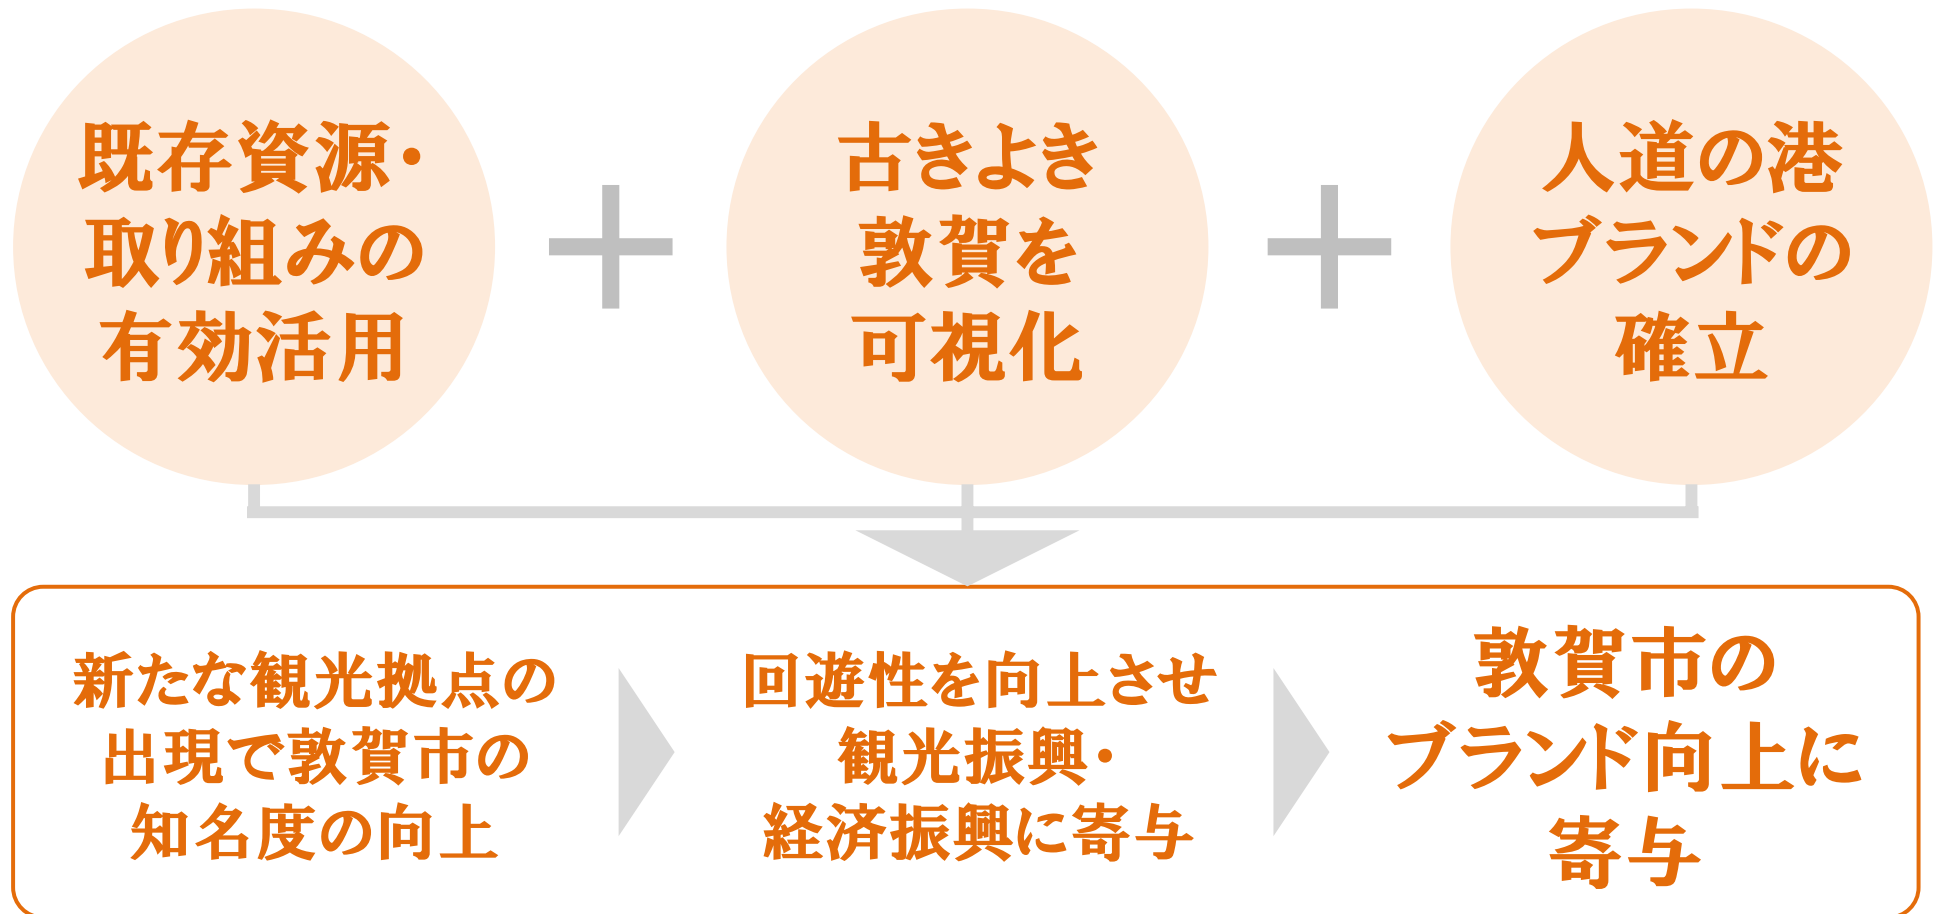 既存資源・
取り組みの
有効活用
古きよき
敦賀を
可視化
人道の港
ブランドの
確立
新たな観光拠点の
出現で敦賀市の
知名度の向上
回遊性を向上させ
観光振興・
経済振興に寄与
敦賀市の
ブランド向上に
寄与